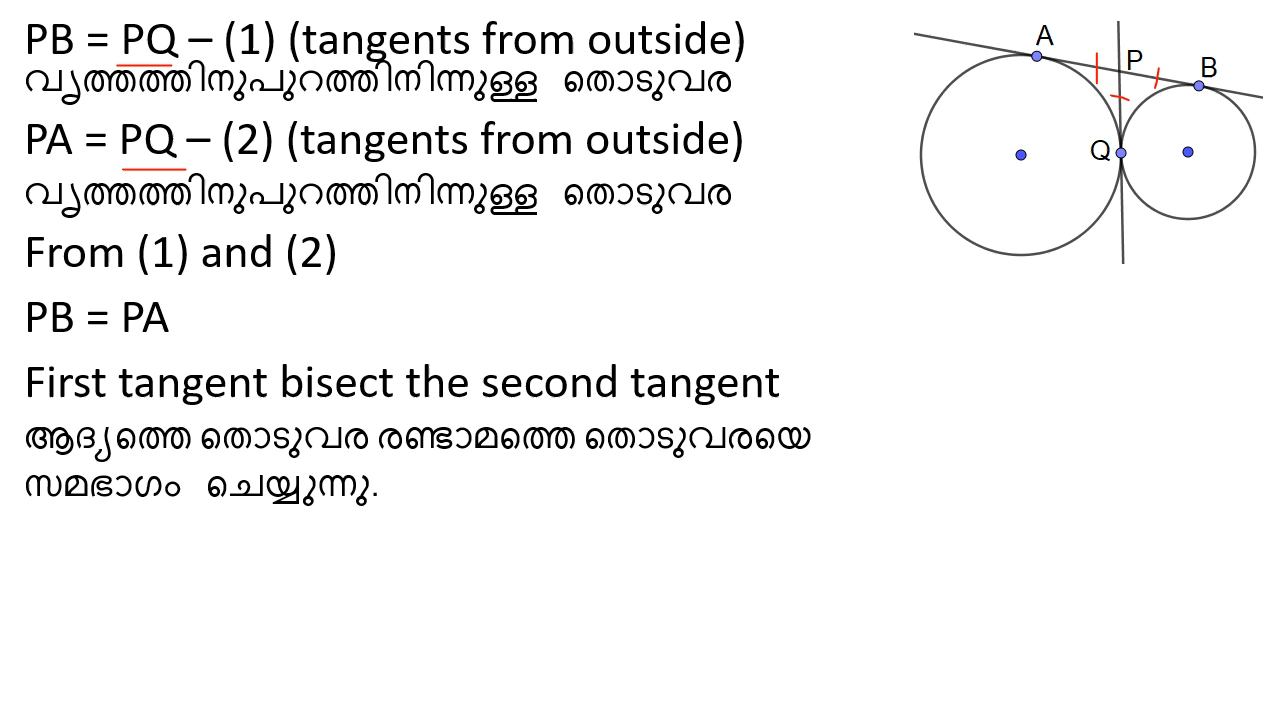 PB = PQ – (1) (tangents from outside)
വൃത്തത്തിനുപുറത്തിനിന്നുള്ള തൊടുവര
PA = PQ – (2) (tangents from outside)
വൃത്തത്തിനുപുറത്തിനിന്നുള്ള തൊടുവര
From (1) and (2)
PB = PA
First tangent bisect the second tangent
ആദ്യത്തെ തൊടുവര രണ്ടാമത്തെ തൊടുവരയെ
സമഭാഗം ചെയ്യുന്നു.
A
P
B
Q